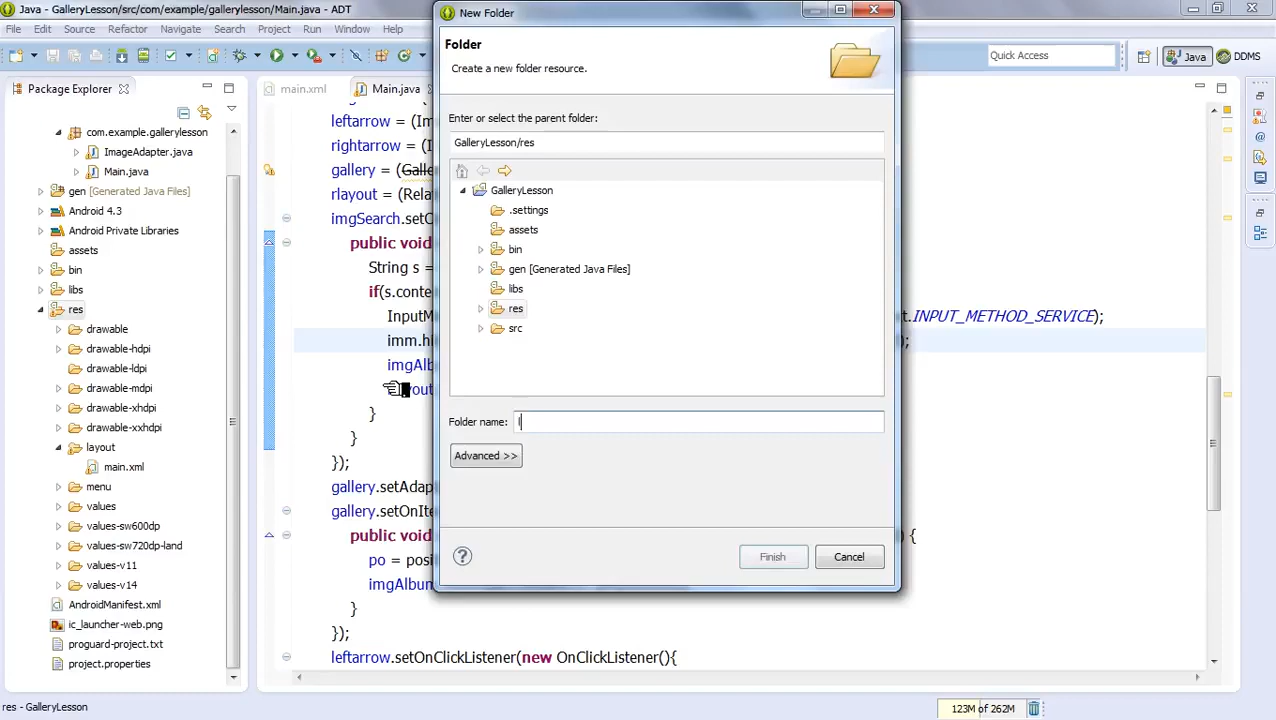 Java - GalleryLesson/src/com/example/gallerylesson/Main.java - ADT
New Folder
File Edit Source Refactor Navigate Search Project Run Window Help
Quick Access
Java
DDMS
Package Explorer
com.example.gallerylesson
ImageAdapter.java
Main.java
gen [Generated Java Files]
Android 4.3
Android Private Libraries
assets
bin
libs
res
drawable
drawable-hdpi
drawable-ldpi
drawable-mdpi
drawable-xhdpi
drawable-xxhdpi
layout
main.xml
menu
values
values-sw600dp
values-sw720dp-land
values-v11
values-v14
AndroidManifest.xml
ic_launcher-web.png
proguard-project.txt
project.properties
main.xml
Main.java
leftarrow = (Im
rightarrow = (I
gallery = (Galle
rlayout = (Rela
imgSearch.setC
public void
String s =
if(s.conte
InputM t.INPUT_METHOD_SERVICE);
imm.hi );
imgAlb
yout
}
}
});
gallery.setAdap
gallery.setOnIte
public void ) {
po = posi
imgAlbum
}
});
leftarrow.setOnClickListener(new OnClickListener(){
Folder
Create a new folder resource.
Enter or select the parent folder:
GalleryLesson/res
GalleryLesson
.settings
assets
bin
gen [Generated Java Files]
libs
res
src
Folder name: l
Advanced >>
Finish
Cancel
res - GalleryLesson
123M of 262M